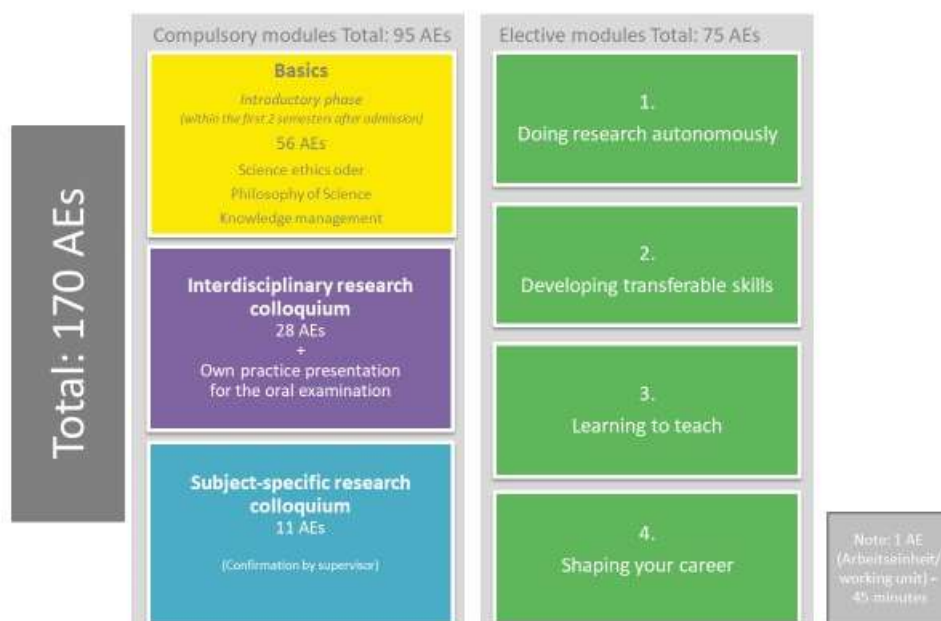 Total: 170 AEs
Compulsory modules Total: 95 AEs
Basics
Introductory phase
(within the first 2 semesters after admission)
56 AEs
Science ethics oder
Philosophy of Science
Knowledge management
Interdisciplinary research
colloquium
28 AEs
+
Own practice presentation
for the oral examination
Subject-specific research
colloquium
11 AEs
(Confirmation by supervisor)
Elective modules Total: 75 AEs
1.
Doing research autonomously
2.
Developing transferable skills
3.
Learning to teach
4.
Shaping your career
Note: 1 AE
(Arbeitseinheit/
working unit) =
45 minutes